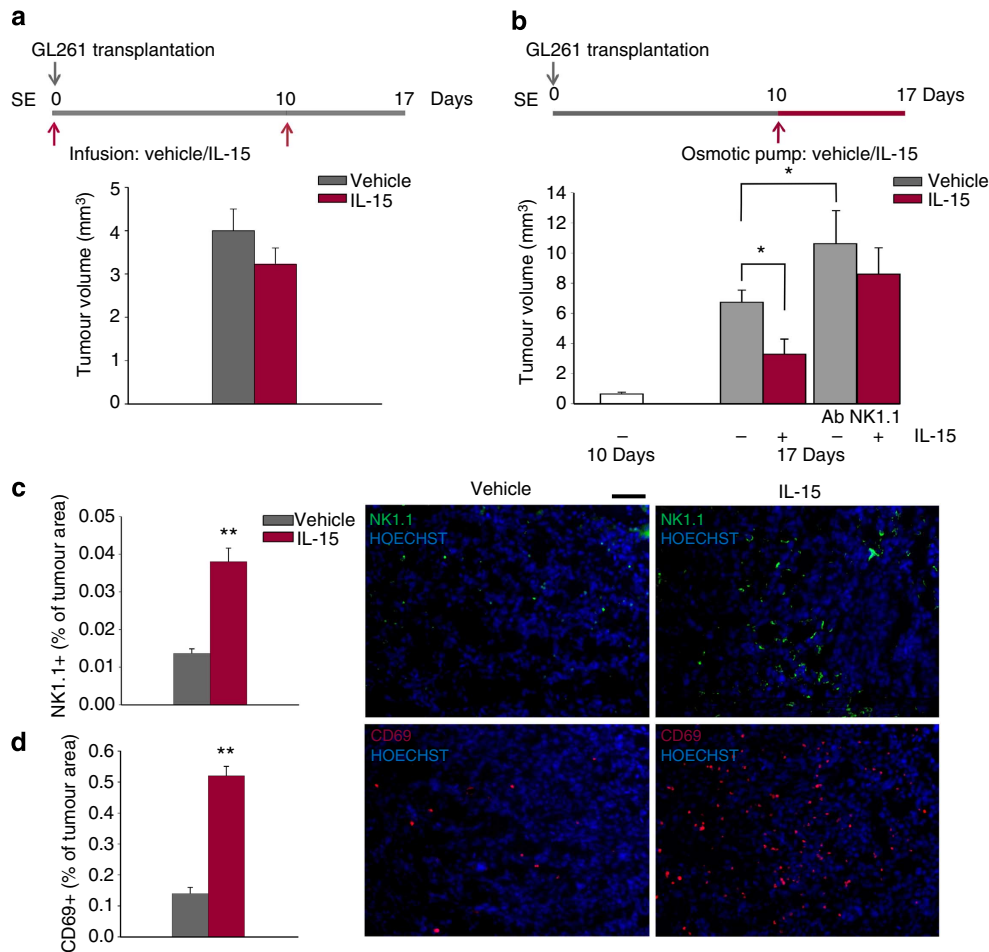 a
GL261 transplantation
SE 0 10 17 Days
Infusion: vehicle/IL-15
Vehicle
IL-15
Tumour volume (mm³)
5
4
3
2
1
0
b
GL261 transplantation
SE 0 10 17 Days
Osmotic pump: vehicle/IL-15
Vehicle
IL-15
Tumour volume (mm³)
14
12
10
8
6
4
2
0
*
*
Ab NK1.1
– – + – + IL-15
10 Days 17 Days
c
NK1.1+ (% of tumour area)
0.05
0.04
0.03
0.02
0.01
0.00
**
Vehicle
IL-15
Vehicle IL-15
NK1.1
HOECHST
NK1.1
HOECHST
d
CD69+ (% of tumour area)
0.6
0.5
0.4
0.3
0.2
0.1
0.0
**
CD69
HOECHST
CD69
HOECHST